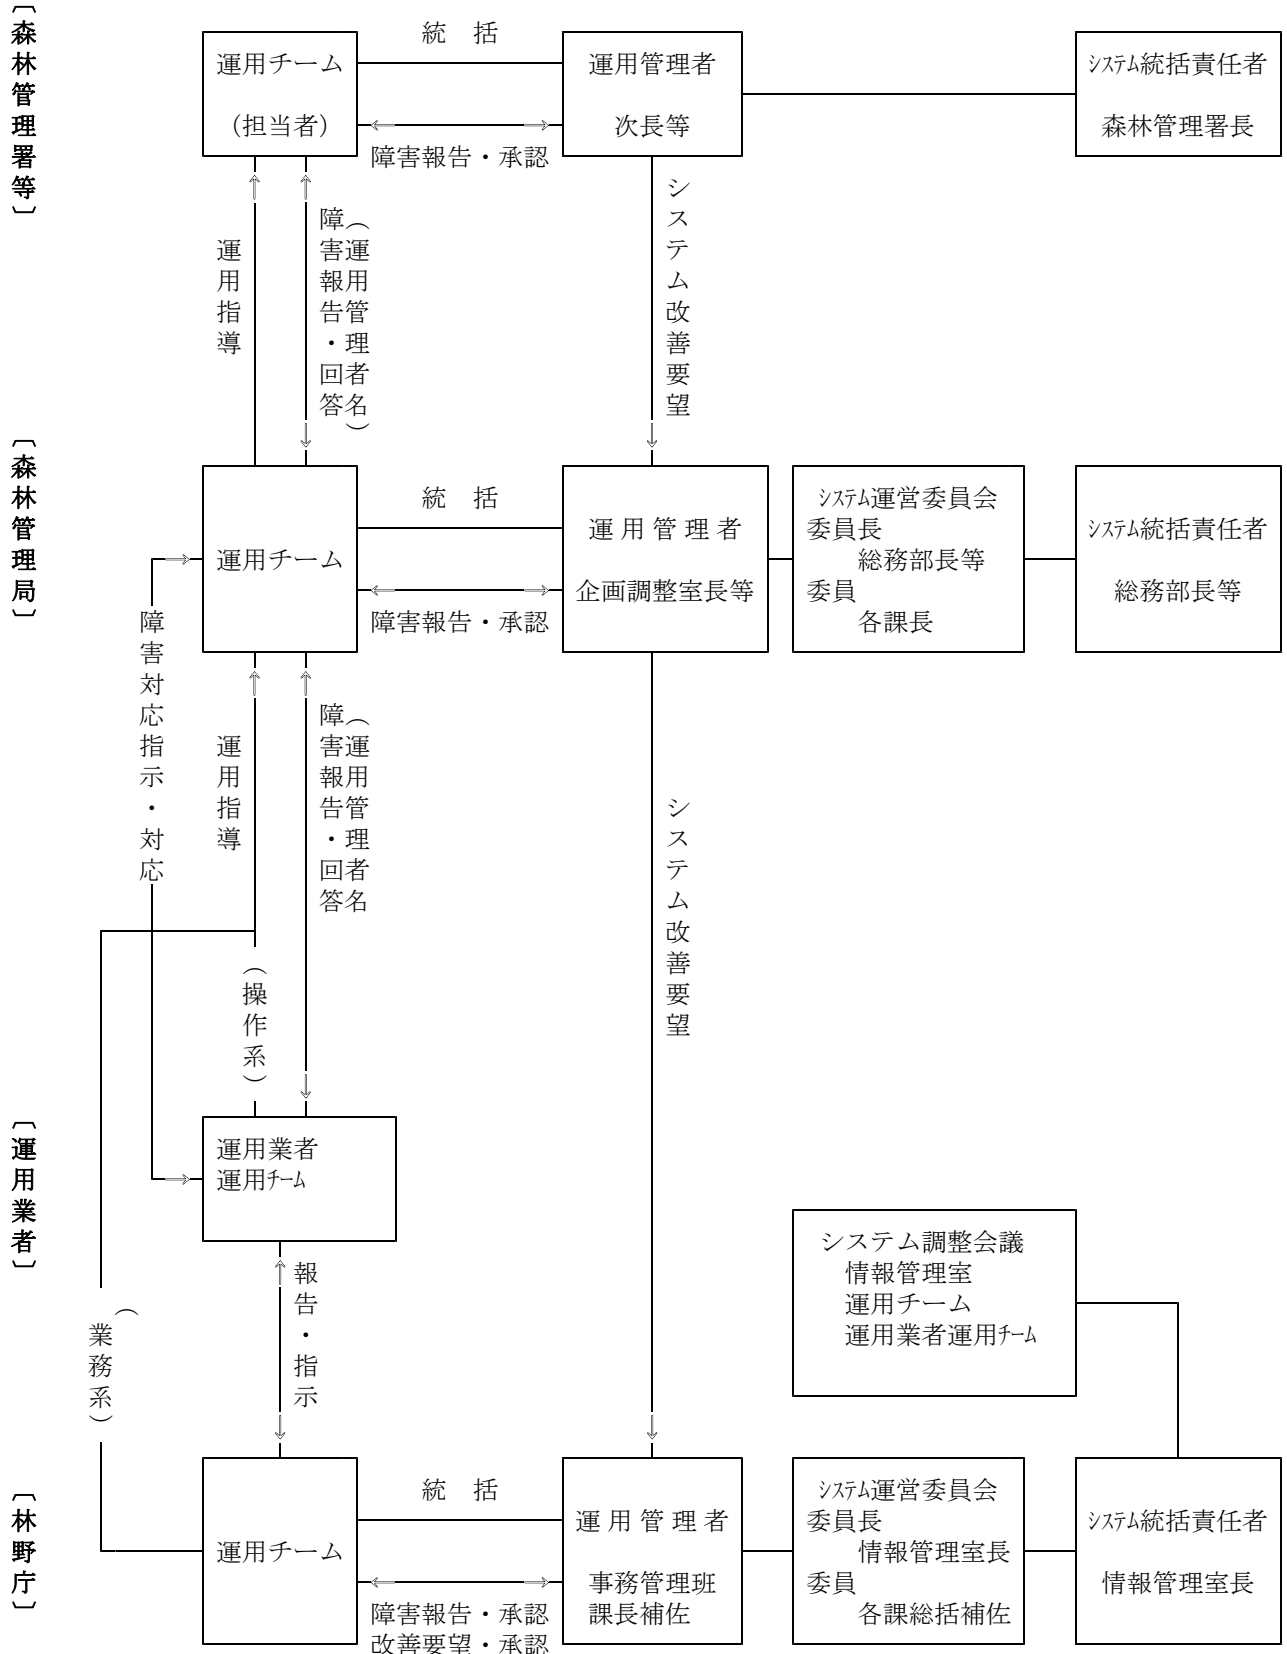 〔森林管理署等〕
統　括
運用チーム
(担当者)
運用管理者
次長等
ｼｽﾃﾑ統括責任者
森林管理署長
障害報告・承認
運用指導
障害報告・回答
（運用管理者名）
システム改善要望
〔森林管理局〕
統　括
運用チーム
運 用 管 理 者
企画調整室長等
ｼｽﾃﾑ運営委員会
委員長
総務部長等
委員
各課長
ｼｽﾃﾑ統括責任者
総務部長等
障害報告・承認
障害対応指示・対応
運用指導
障害報告・回答
（運用管理者名
システム改善要望
（操作系）
〔運用業者〕
運用業者
運用ﾁｰﾑ
システム調整会議
情報管理室
運用チーム
運用業者運用ﾁｰﾑ
報告・指示
（業務系）
〔林野庁〕
統　括
運用チーム
運 用 管 理 者
事務管理班
課長補佐
ｼｽﾃﾑ運営委員会
委員長
情報管理室長
委員
各課総括補佐
ｼｽﾃﾑ統括責任者
情報管理室長
障害報告・承認
改善要望・承認